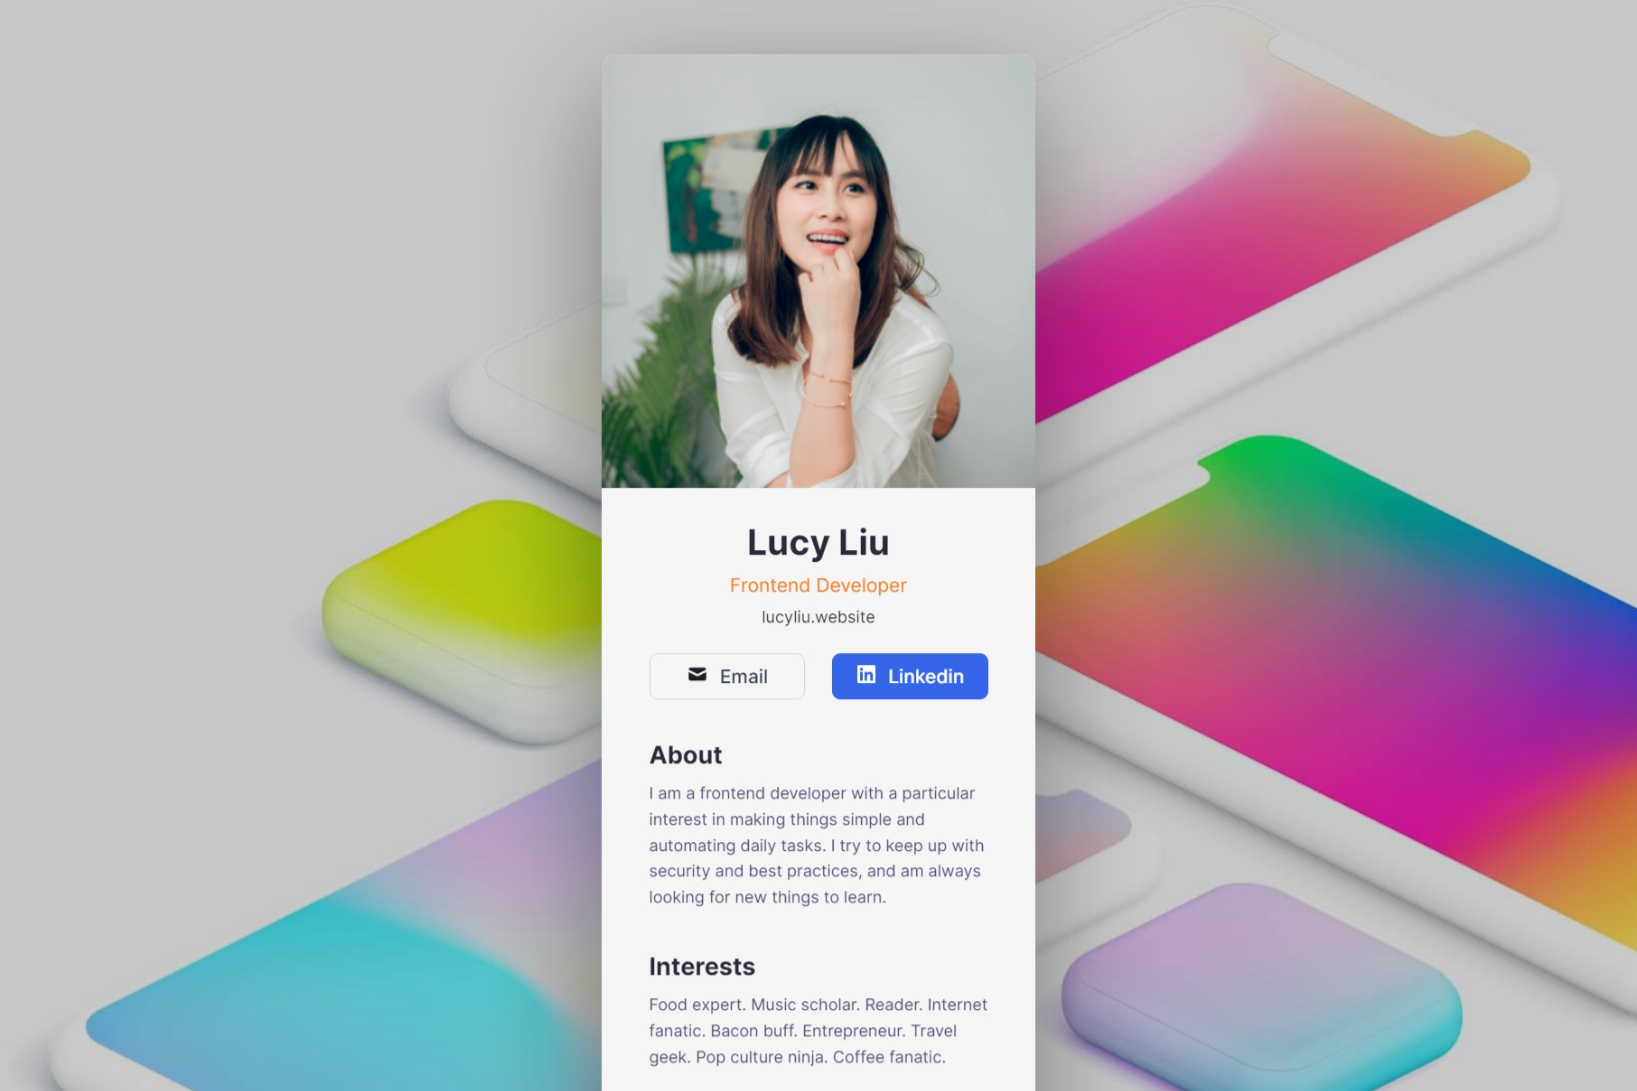 Lucy Liu
Frontend Developer
lucyliu.website
Email
Linkedin
About
I am a frontend developer with a particular
interest in making things simple and
automating daily tasks. I try to keep up with
security and best practices, and am always
looking for new things to learn.
Interests
Food expert. Music scholar. Reader. Internet
fanatic. Bacon buff. Entrepreneur. Travel
geek. Pop culture ninja. Coffee fanatic.